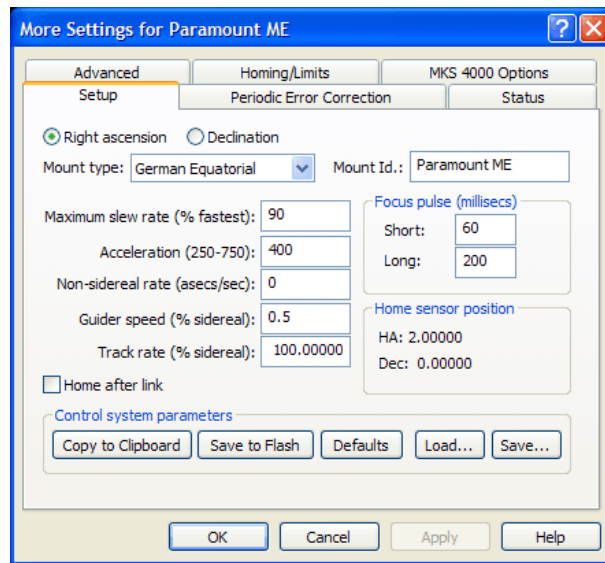 More Settings for Paramount ME
Advanced
Homing/Limits
MKS 4000 Options
Setup
Periodic Error Correction
Status
Right ascension
Declination
Mount type: German Equatorial
Mount Id.: Paramount ME
Maximum slew rate (% fastest): 90
Acceleration (250-750): 400
Non-sidereal rate (asecs/sec): 0
Guider speed (% sidereal): 0.5
Track rate (% sidereal): 100.00000
Home after link
Focus pulse (millisecs)
Short: 60
Long: 200
Home sensor position
HA: 2.00000
Dec: 0.00000
Control system parameters
Copy to Clipboard
Save to Flash
Defaults
Load...
Save...
OK
Cancel
Apply
Help